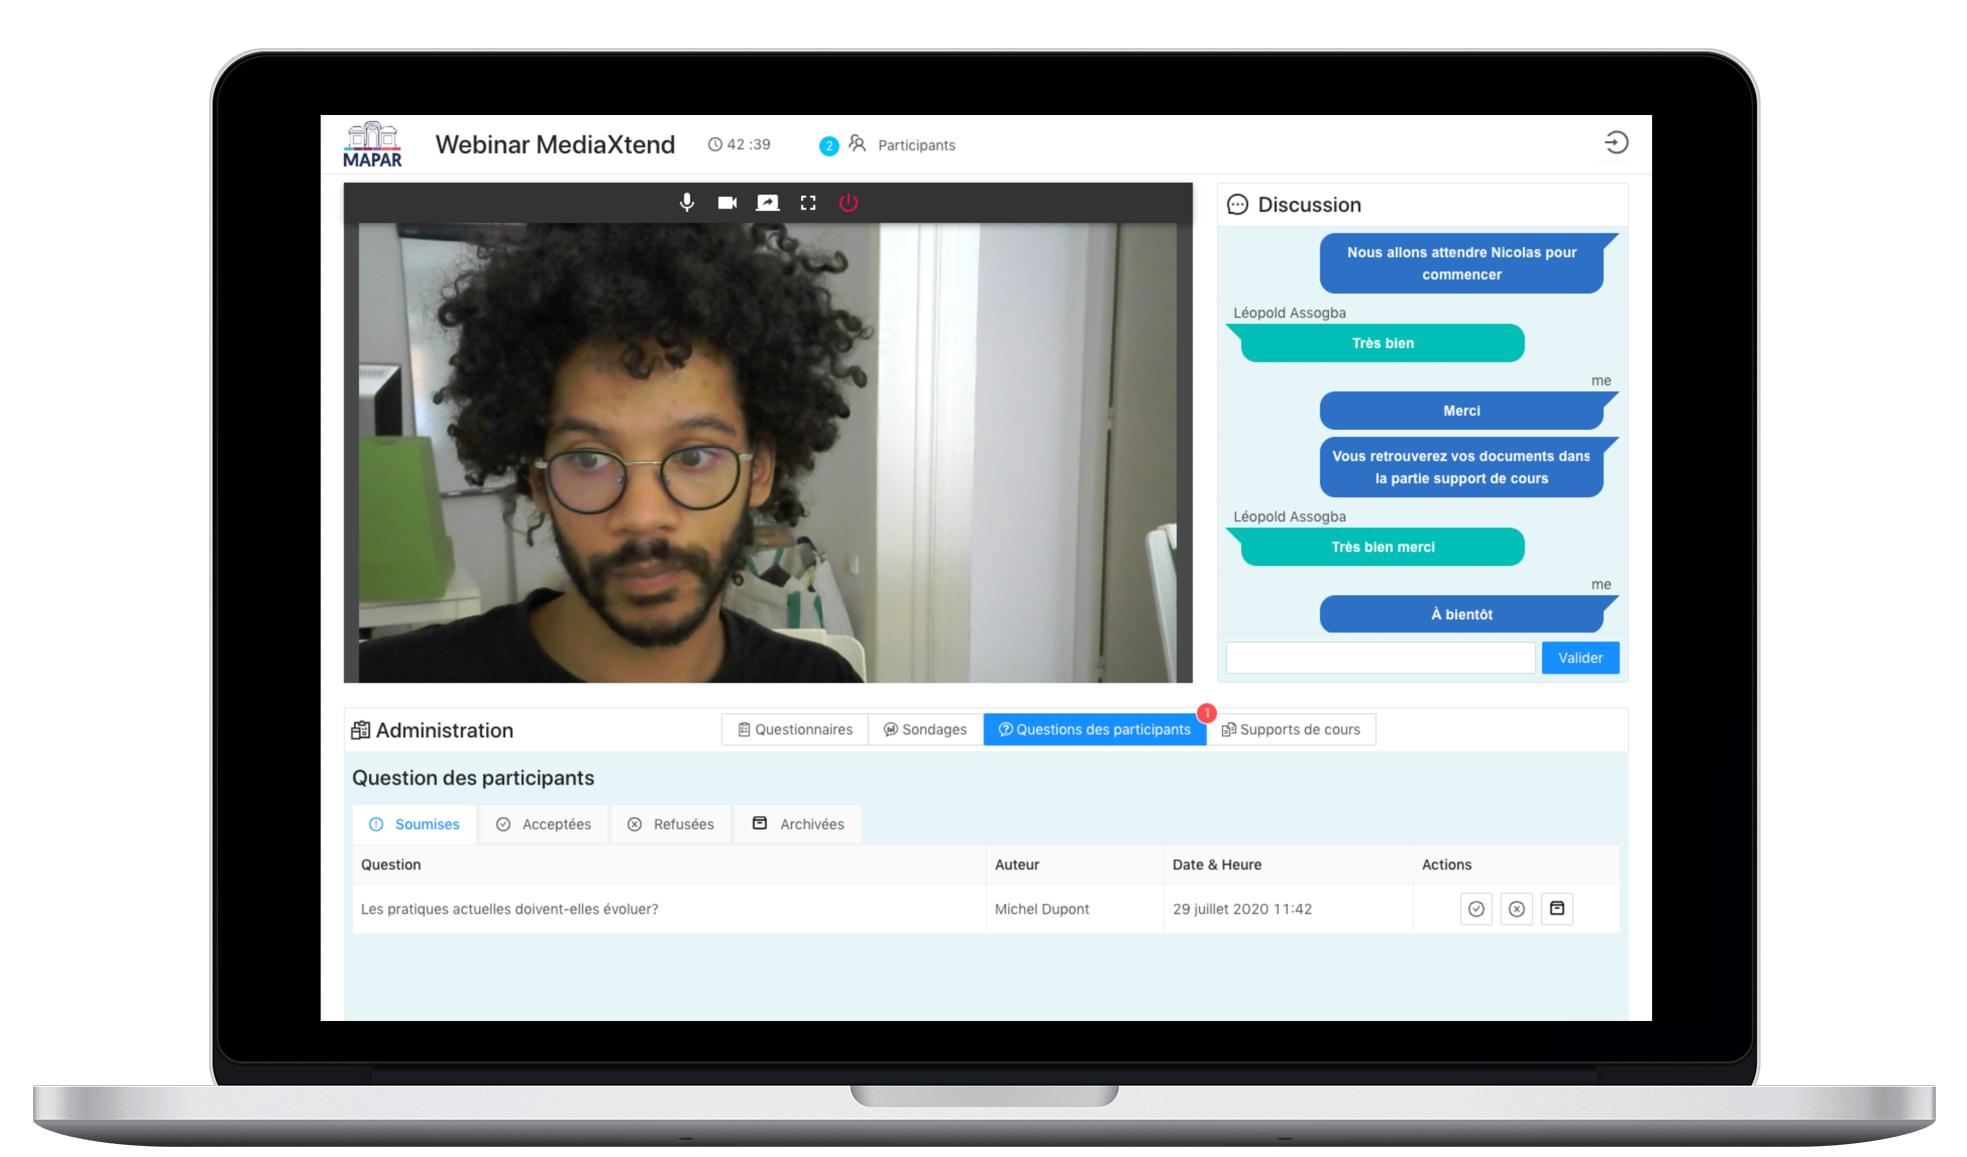 MAPAR
Webinar MediaXtend
42 :39
2
Participants
Discussion
Nous allons attendre Nicolas pour
commencer
Léopold Assogba
Très bien
me
Merci
Vous retrouverez vos documents dans
la partie support de cours
Léopold Assogba
Très bien merci
me
À bientôt
Valider
Administration
Questionnaires
Sondages
Questions des participants
1
Supports de cours
Question des participants
Soumises
Acceptées
Refusées
Archivées
Question
Auteur
Date & Heure
Actions
Les pratiques actuelles doivent-elles évoluer?
Michel Dupont
29 juillet 2020 11:42